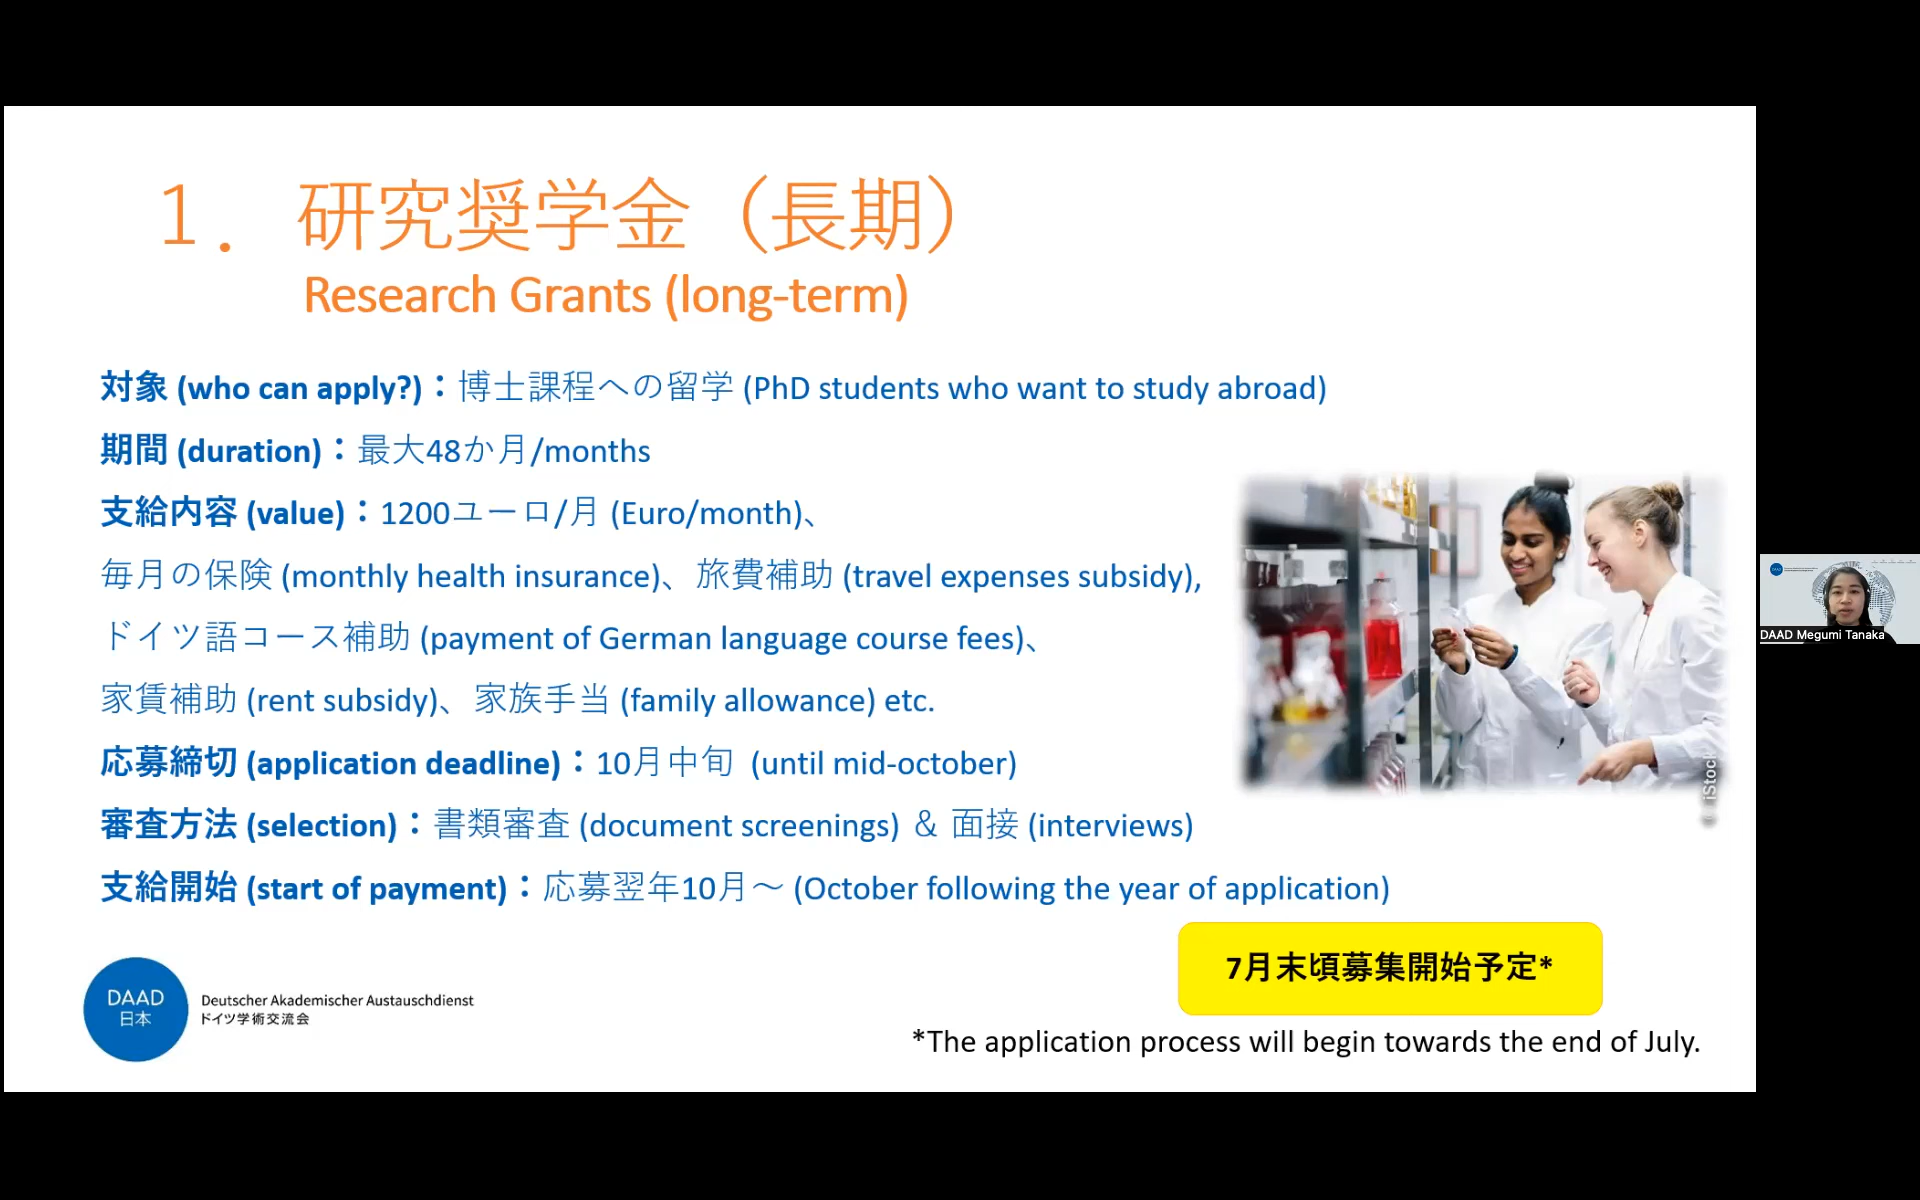 １．研究奨学金（長期）
Research Grants (long-term)
対象 (who can apply?)：博士課程への留学 (PhD students who want to study abroad)
期間 (duration)：最大48か月/months
支給内容 (value)：1200ユーロ/月 (Euro/month)、
毎月の保険 (monthly health insurance)、旅費補助 (travel expenses subsidy),
ドイツ語コース補助 (payment of German language course fees)、
家賃補助 (rent subsidy)、家族手当 (family allowance) etc.
応募締切 (application deadline)：10月中旬 (until mid-october)
審査方法 (selection)：書類審査 (document screenings) ＆ 面接 (interviews)
支給開始 (start of payment)：応募翌年10月～ (October following the year of application)
iStock
7月末頃募集開始予定*
*The application process will begin towards the end of July.
DAAD
日本
Deutscher Akademischer Austauschdienst
ドイツ学術交流会
DAAD Megumi Tanaka